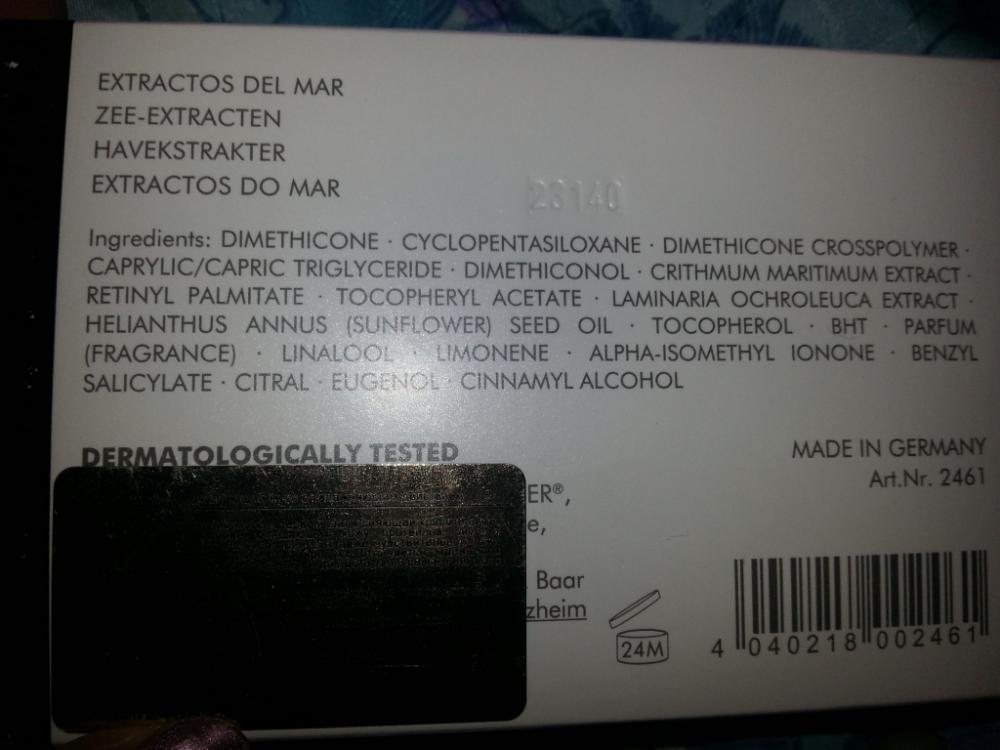 EXTRACTOS DEL MAR
ZEE-EXTRACTEN
HAVEKSTRAKTER
EXTRACTOS DO MAR
23140
Ingredients: DIMETHICONE · CYCLOPENTASILOXANE · DIMETHICONE CROSSPOLYMER ·
CAPRYLIC/CAPRIC TRIGLYCERIDE · DIMETHICONOL · CRITHMUM MARITIMUM EXTRACT ·
RETINYL PALMITATE · TOCOPHERYL ACETATE · LAMINARIA OCHROLEUCA EXTRACT ·
HELIANTHUS ANNUS (SUNFLOWER) SEED OIL · TOCOPHEROL · BHT · PARFUM
(FRAGRANCE) · LINALOOL · LIMONENE · ALPHA-ISOMETHYL IONONE · BENZYL
SALICYLATE · CITRAL · EUGENOL · CINNAMYL ALCOHOL
DERMATOLOGICALLY TESTED
MADE IN GERMANY
Art.Nr. 2461
ER®,
e,
Baar
zheim
24M
4 040218 002461